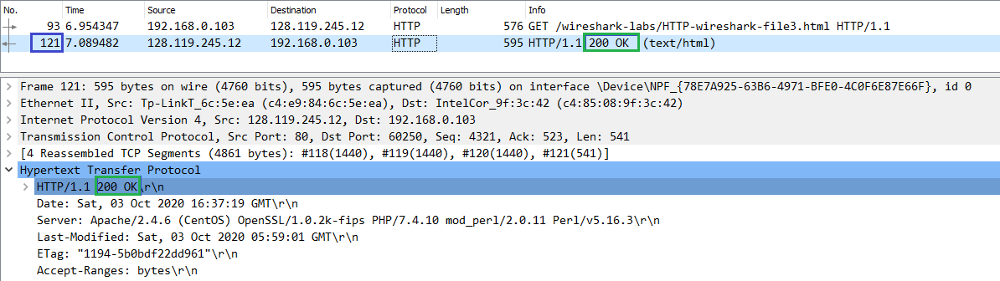 No. Time Source Destination Protocol Length Info
93 6.954347 192.168.0.103 128.119.245.12 HTTP 576 GET /wireshark-labs/HTTP-wireshark-file3.html HTTP/1.1
121 7.089482 128.119.245.12 192.168.0.103 HTTP 595 HTTP/1.1 200 OK (text/html)
Frame 121: 595 bytes on wire (4760 bits), 595 bytes captured (4760 bits) on interface \Device\NPF_{78E7A925-63B6-4971-BFE0-4C0F6E87E66F}, id 0
Ethernet II, Src: Tp-LinkT_6c:5e:ea (c4:e9:84:6c:5e:ea), Dst: IntelCor_9f:3c:42 (c4:85:08:9f:3c:42)
Internet Protocol Version 4, Src: 128.119.245.12, Dst: 192.168.0.103
Transmission Control Protocol, Src Port: 80, Dst Port: 60250, Seq: 4321, Ack: 523, Len: 541
[4 Reassembled TCP Segments (4861 bytes): #118(1440), #119(1440), #120(1440), #121(541)]
Hypertext Transfer Protocol
HTTP/1.1 200 OK\r\n
Date: Sat, 03 Oct 2020 16:37:19 GMT\r\n
Server: Apache/2.4.6 (CentOS) OpenSSL/1.0.2k-fips PHP/7.4.10 mod_perl/2.0.11 Perl/v5.16.3\r\n
Last-Modified: Sat, 03 Oct 2020 05:59:01 GMT\r\n
ETag: "1194-5b0bdf22dd961"\r\n
Accept-Ranges: bytes\r\n